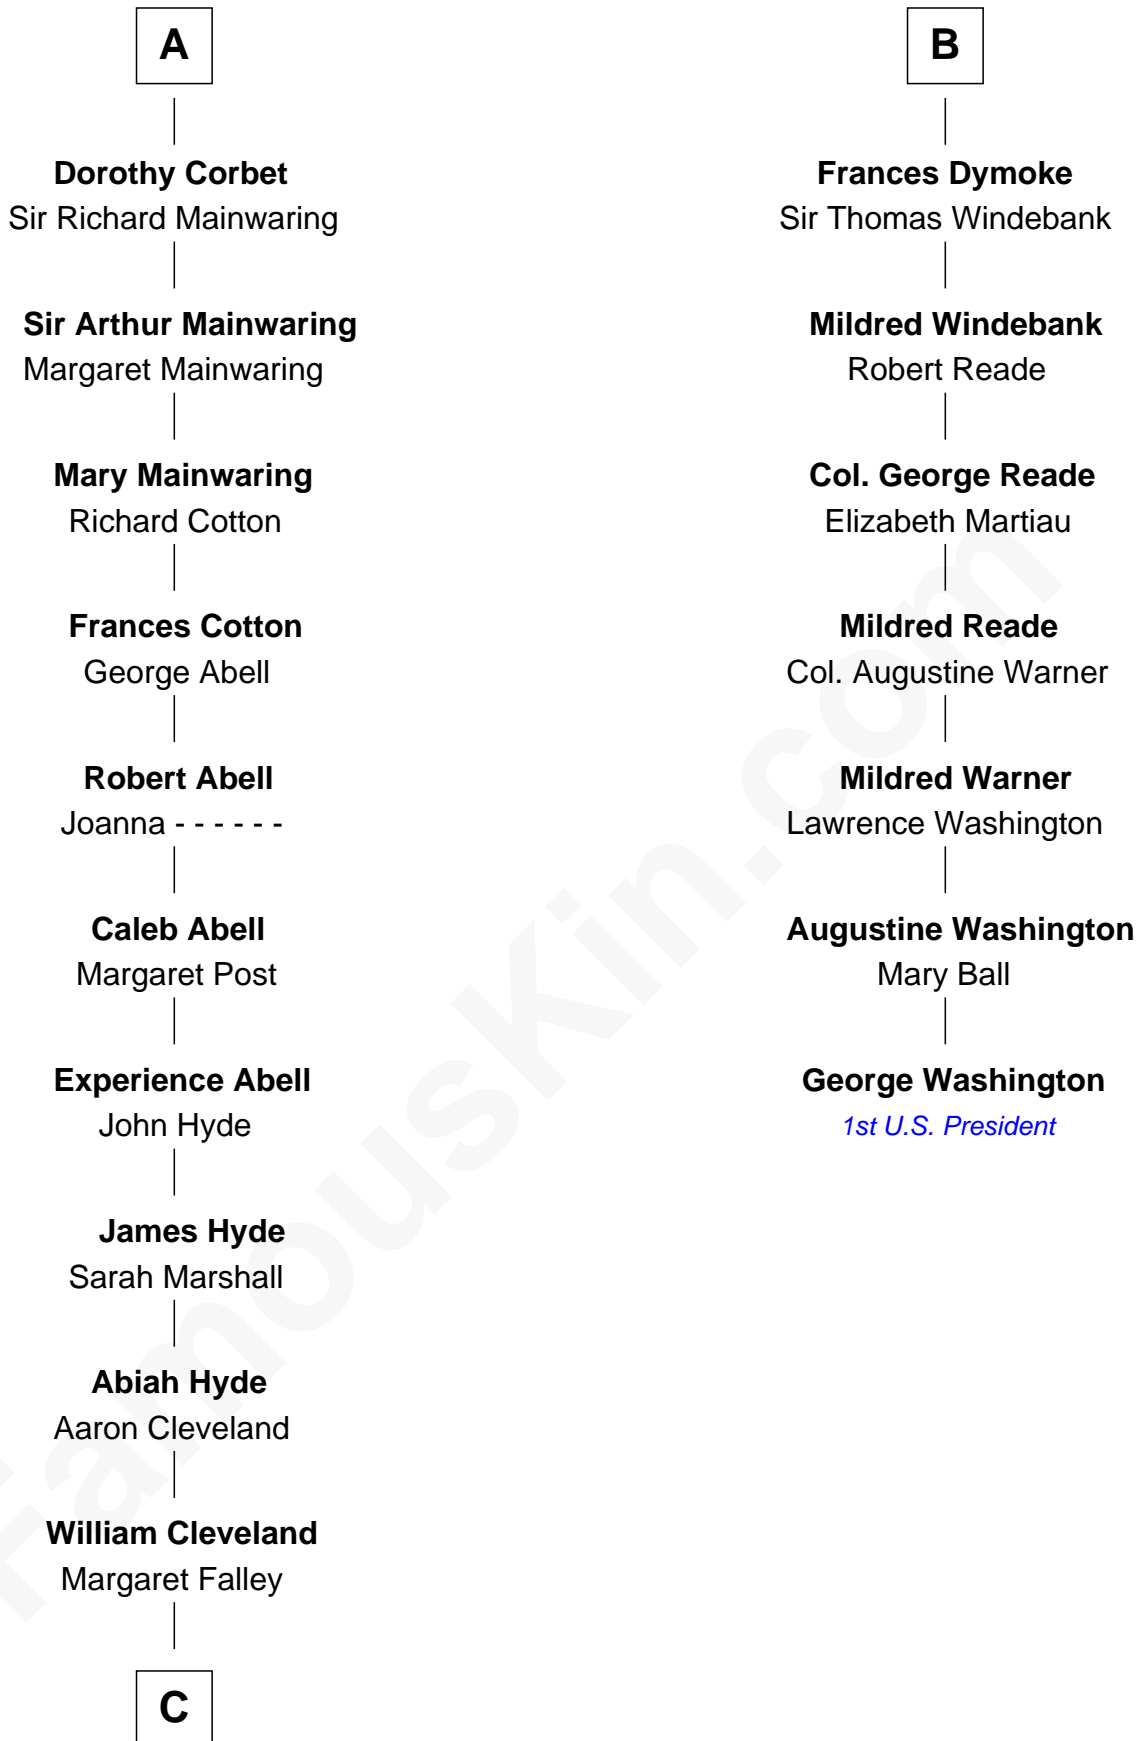 A
Dorothy Corbet
Sir Richard Mainwaring
Sir Arthur Mainwaring
Margaret Mainwaring
Mary Mainwaring
Richard Cotton
Frances Cotton
George Abell
Robert Abell
Joanna - - - - - -
Caleb Abell
Margaret Post
Experience Abell
John Hyde
James Hyde
Sarah Marshall
Abiah Hyde
Aaron Cleveland
William Cleveland
Margaret Falley
C
B
Frances Dymoke
Sir Thomas Windebank
Mildred Windebank
Robert Reade
Col. George Reade
Elizabeth Martiau
Mildred Reade
Col. Augustine Warner
Mildred Warner
Lawrence Washington
Augustine Washington
Mary Ball
George Washington
1st U.S. President
FamousKin.com